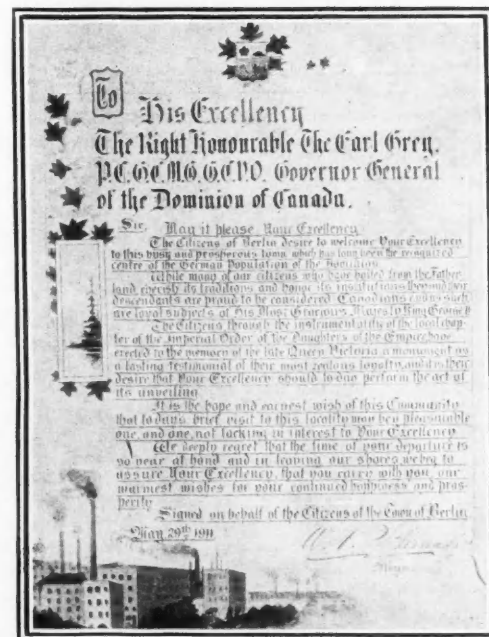 To
His Excellency
The Right Honourable The Earl Grey.
P.C.G.C.M.G.G.C.V.O. Governor General
of the Dominion of Canada.
Sir, May it please Your Excellency
The Citizens of Berlin desire to welcome Your Excellency
to this busy and prosperous town, which has long been the recognized
centre of the German Population of the Dominion
While many of our citizens who have hailed from the Father
land cherish its traditions and honor its institutions they and their
descendants are proud to be considered Canadians and as such
are loyal subjects of His Most Gracious Majesty King George V
The Citizens through the instrumentality of the local chap-
ter of the Imperial Order of the Daughters of the Empire have
erected to the memory of the late Queen Victoria a monument as
a lasting testimonial of their most zealous loyalty, and it is their
desire that Your Excellency should to-day perform the act of
its unveiling
It is the hope and earnest wish of this Community
that to-days brief visit to this locality may be a pleasurable
one, and one, not lacking in interest to Your Excellency
We deeply regret that the time of your departure is
so near at hand and in leaving our shores we beg to
assure Your Excellency, that you carry with you, our
warmest wishes for your continued happiness and pros-
perity
Signed on behalf of the Citizens of the Town of Berlin
May 29th 1911
Mayor